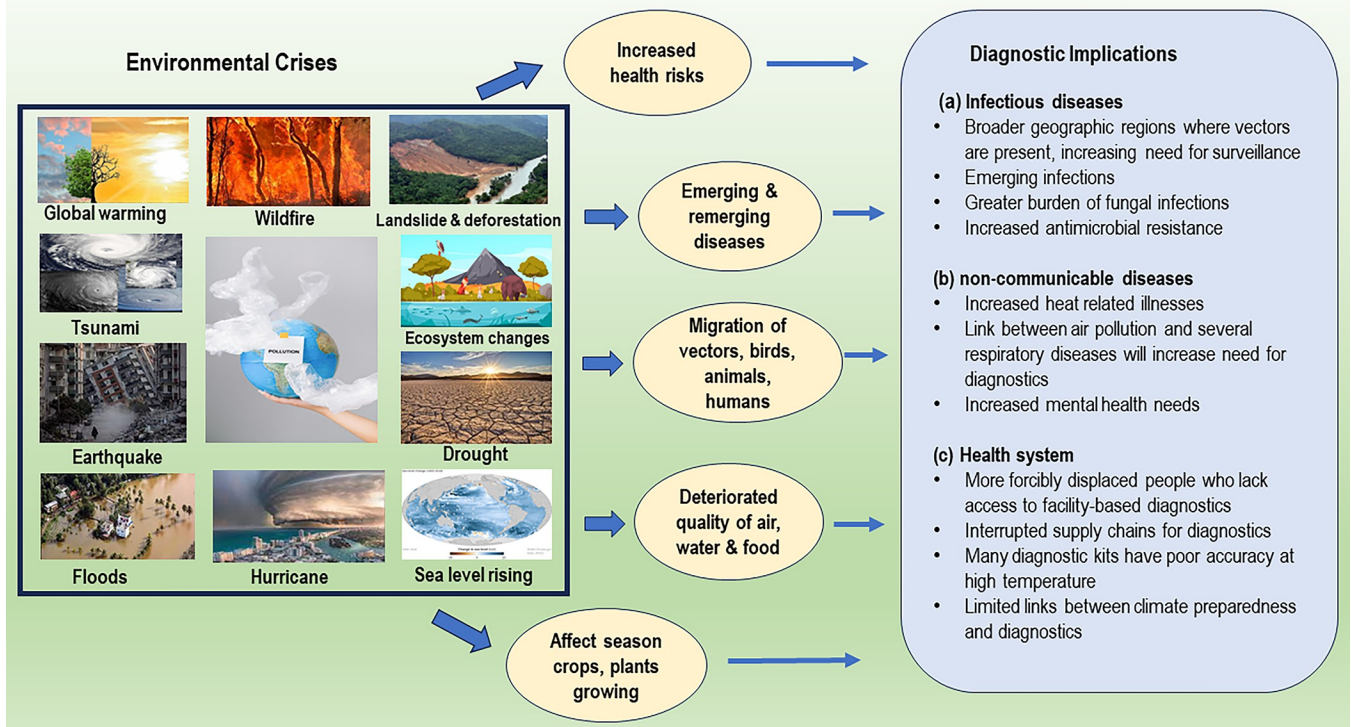 Environmental Crises
Global warming
Wildfire
Landslide & deforestation
Tsunami
POLLUTION
Ecosystem changes
Earthquake
Drought
Floods
Hurricane
Sea level rising
Increased
health risks
Emerging &
remerging
diseases
Migration of
vectors, birds,
animals,
humans
Deteriorated
quality of air,
water & food
Affect season
crops, plants
growing
Diagnostic Implications
(a) Infectious diseases
• Broader geographic regions where vectors
are present, increasing need for surveillance
• Emerging infections
• Greater burden of fungal infections
• Increased antimicrobial resistance
(b) non-communicable diseases
• Increased heat related illnesses
• Link between air pollution and several
respiratory diseases will increase need for
diagnostics
• Increased mental health needs
(c) Health system
• More forcibly displaced people who lack
access to facility-based diagnostics
• Interrupted supply chains for diagnostics
• Many diagnostic kits have poor accuracy at
high temperature
• Limited links between climate preparedness
and diagnostics